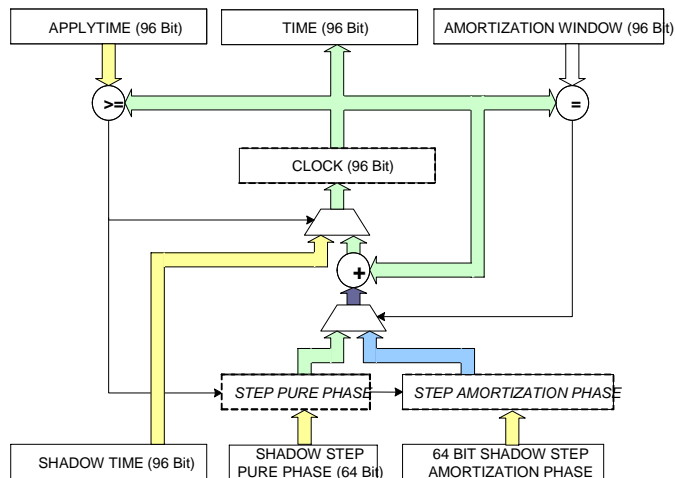 APPLYTIME (96 Bit)
TIME (96 Bit)
AMORTIZATION WINDOW (96 Bit)
>=
=
CLOCK (96 Bit)
+
STEP PURE PHASE
STEP AMORTIZATION PHASE
SHADOW TIME (96 Bit)
SHADOW STEP
PURE PHASE (64 Bit)
64 BIT SHADOW STEP
AMORTIZATION PHASE